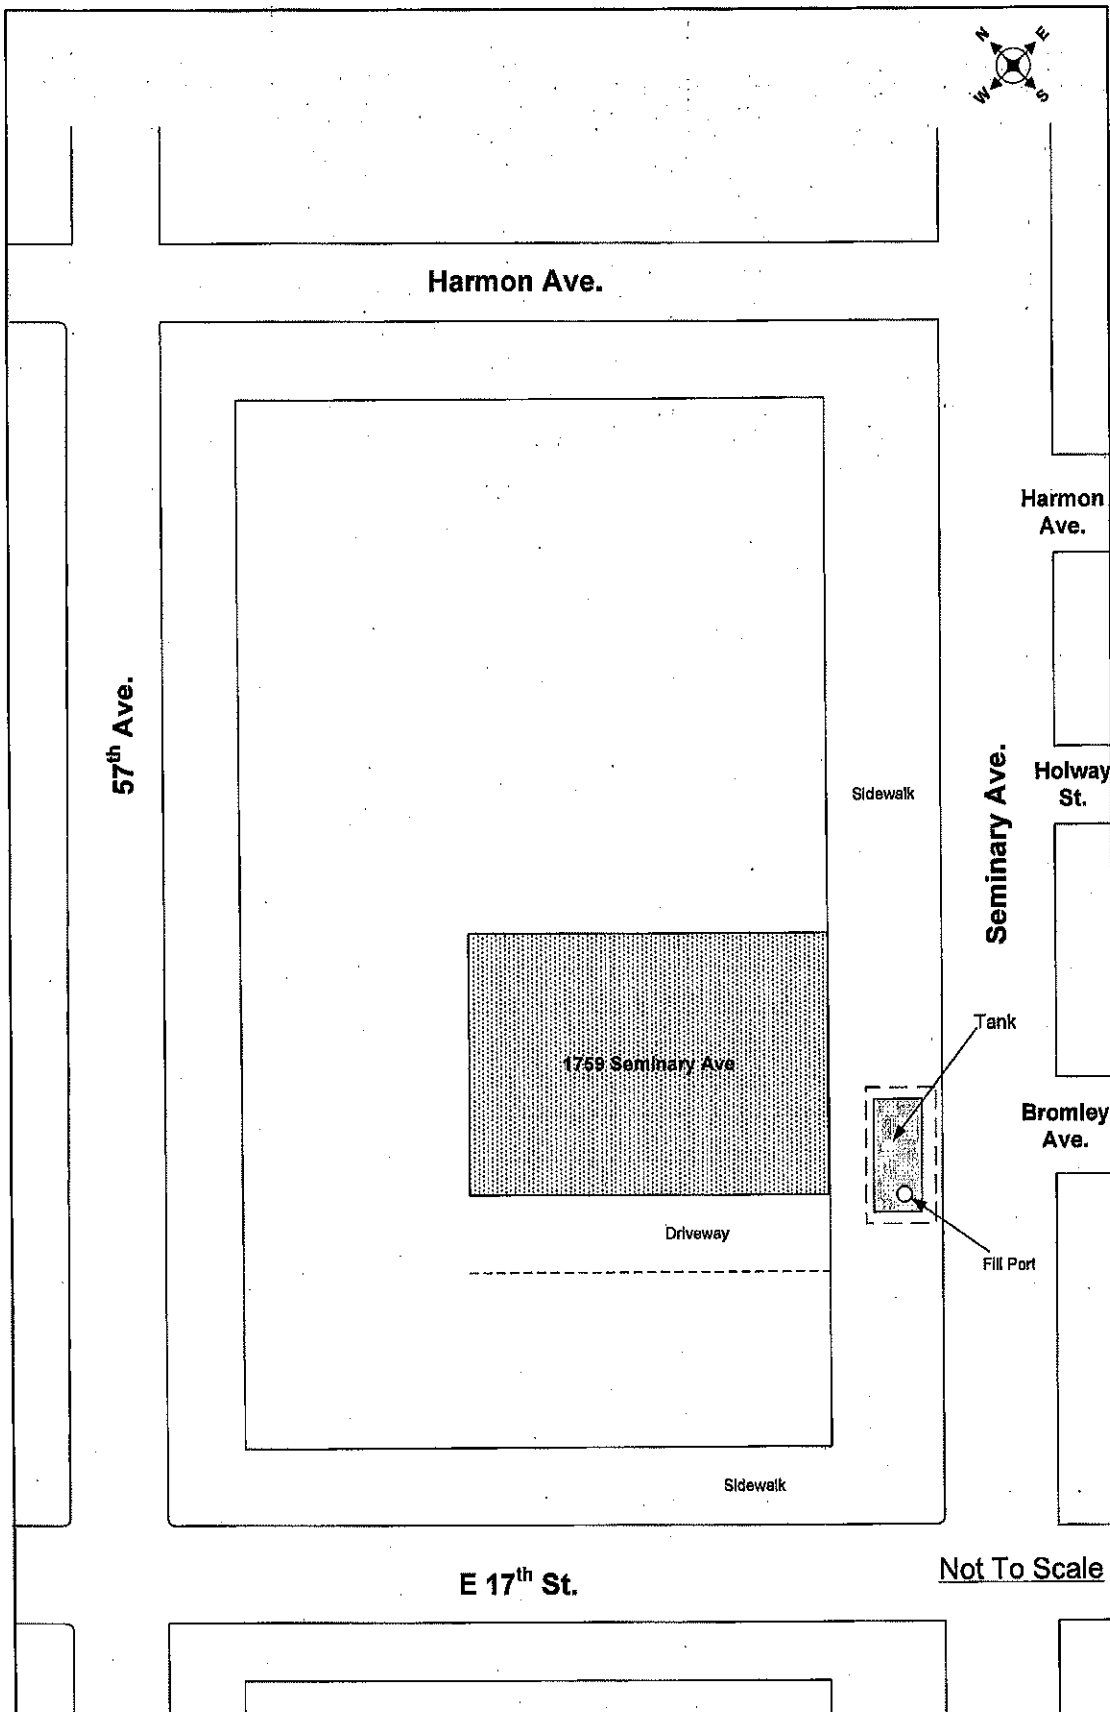 N
E
W
S
Harmon Ave.
Harmon
Ave.
57th Ave.
Seminary Ave.
Holway
St.
Sidewalk
Tank
1759 Seminary Ave
Bromley
Ave.
Driveway
Fill Port
Sidewalk
E 17th St.
Not To Scale